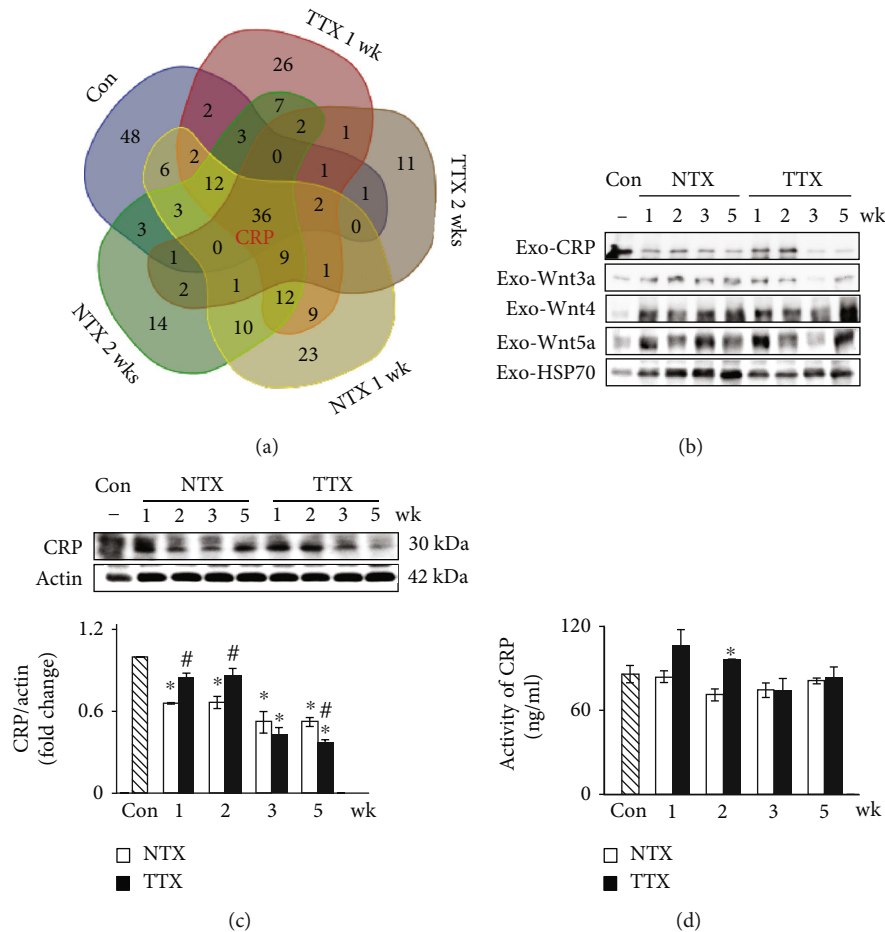 TTX 1 wk
26
Con
7
2
2
1
48
3
11
TTX 2 wks
0
2
1
6
12
1
3
36
2
0
CRP
3
0
9
1
1
2
1
12
9
14
10
23
NTX 2 wks
NTX 1 wk
(a)
Con NTX TTX
– 1 2 3 5 1 2 3 5 wk
Exo-CRP
Exo-Wnt3a
Exo-Wnt4
Exo-Wnt5a
Exo-HSP70
(b)
Con NTX TTX
– 1 2 3 5 1 2 3 5 wk
CRP 30 kDa
Actin 42 kDa
CRP/actin
(fold change)
1.2
0.6
0
# #
* * * * # *
*
Con 1 2 3 5 wk
NTX
TTX
(c)
Activity of CRP
(ng/ml)
120
60
0
*
Con 1 2 3 5 wk
NTX
TTX
(d)